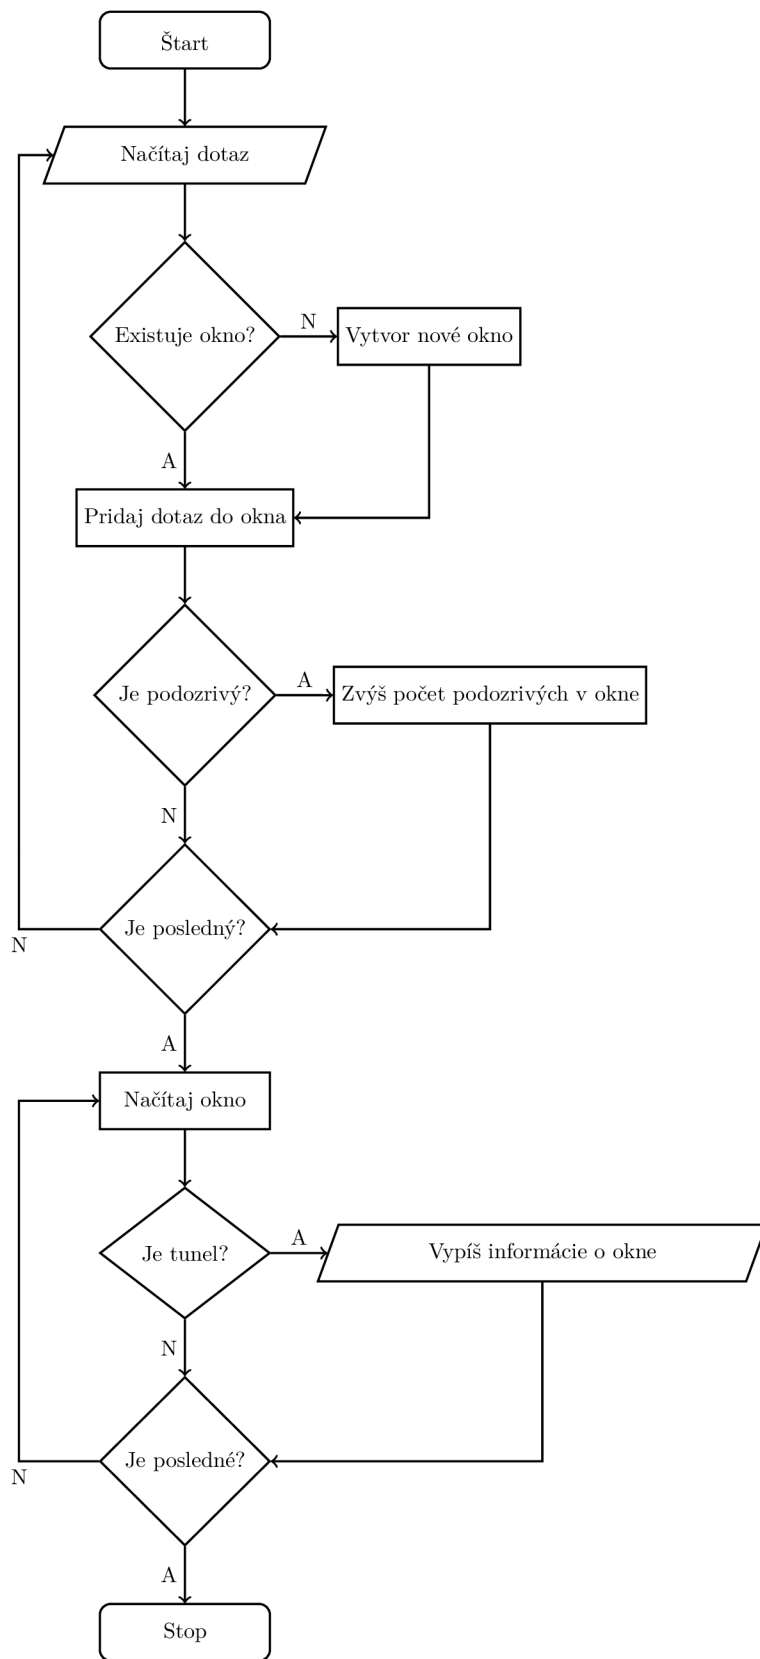 Štart
Načítaj dotaz
Existuje okno?
N
Vytvor nové okno
A
Pridaj dotaz do okna
Je podozrivý?
A
Zvýš počet podozrivých v okne
N
Je posledný?
N
A
Načítaj okno
Je tunel?
A
Vypíš informácie o okne
N
Je posledné?
N
A
Stop